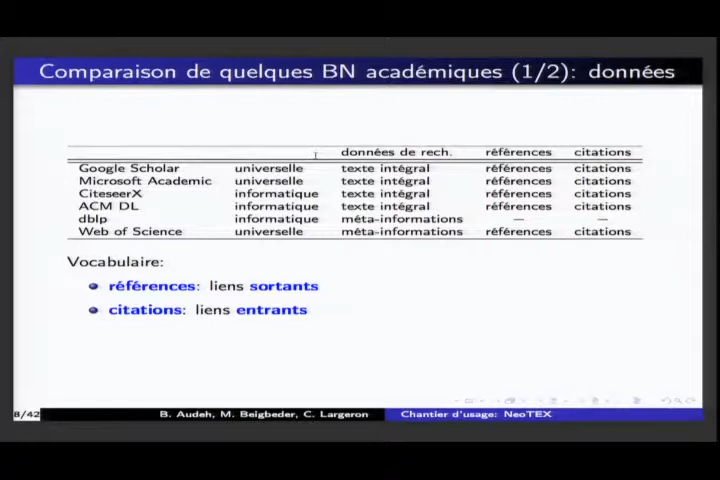 Comparaison de quelques BN académiques (1/2): données
données de rech. références citations
Google Scholar universelle texte intégral références citations
Microsoft Academic universelle texte intégral références citations
CiteseerX informatique texte intégral références citations
ACM DL informatique texte intégral références citations
dblp informatique méta-informations — —
Web of Science universelle méta-informations références citations
Vocabulaire:
références: liens sortants
citations: liens entrants
8/42 B. Audeh, M. Beigbeder, C. Largeron Chantier d'usage: NeoTEX